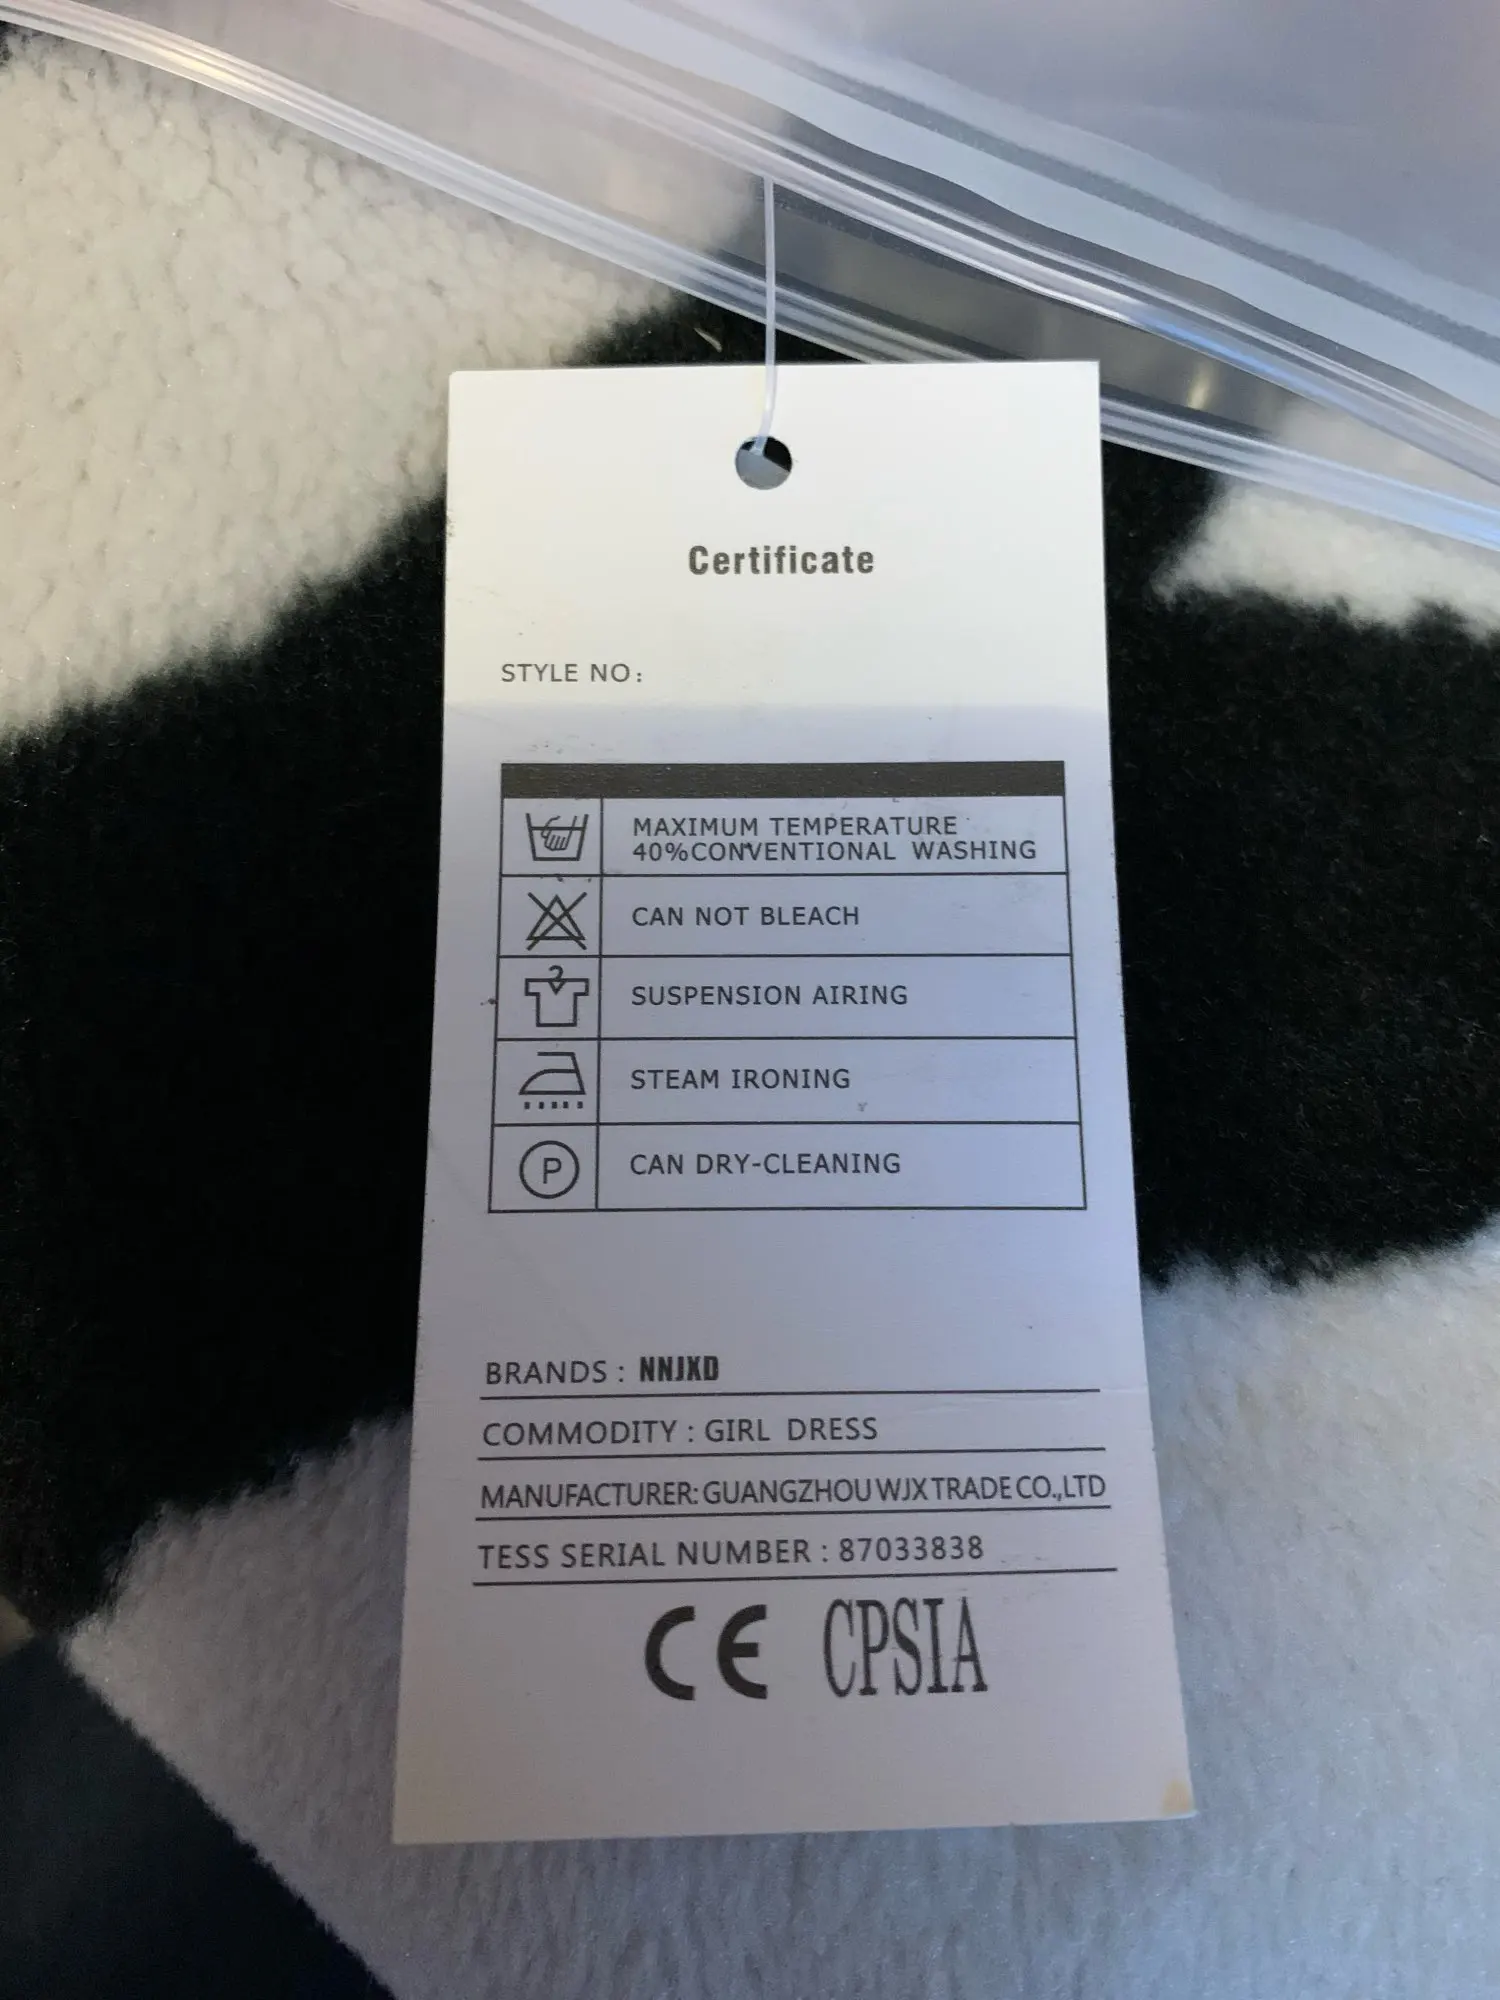 Certificate
STYLE NO:
MAXIMUM TEMPERATURE
40%CONVENTIONAL WASHING
CAN NOT BLEACH
SUSPENSION AIRING
STEAM IRONING
P
CAN DRY-CLEANING
BRANDS : NNJXD
COMMODITY : GIRL DRESS
MANUFACTURER: GUANGZHOU WJX TRADE CO.,LTD
TESS SERIAL NUMBER : 87033838
CE CPSIA